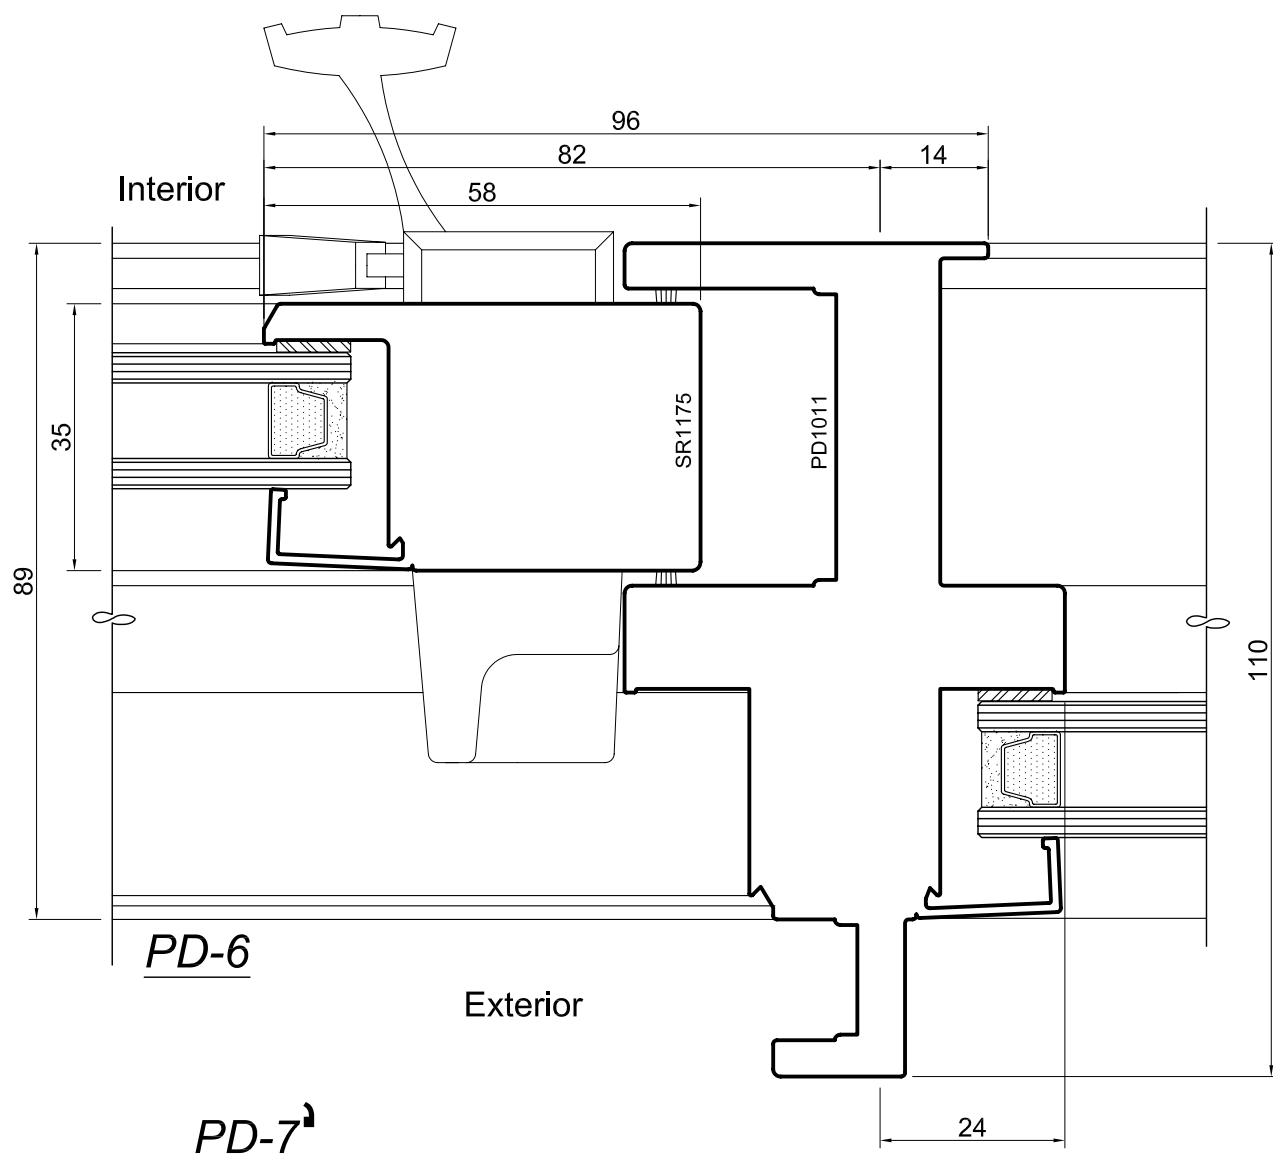 96
82
14
Interior
58
SR1175
PD1011
35
89
110
PD-6
Exterior
24
PD-7